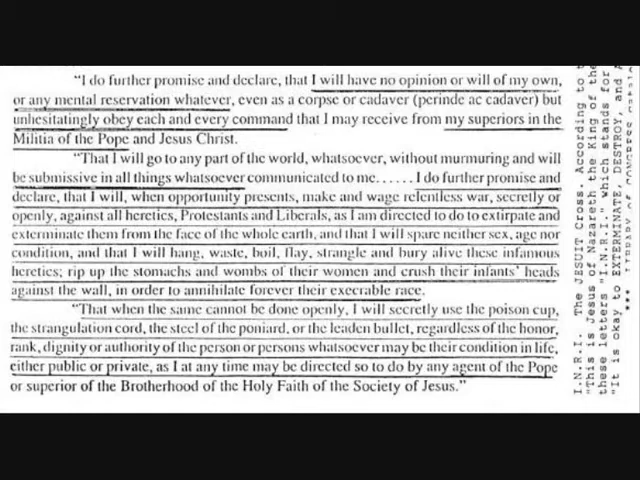 "I do further promise and declare, that I will have no opinion or will of my own,
or any mental reservation whatever, even as a corpse or cadaver (perinde ac cadaver) but
unhesitatingly obey each and every command that I may receive from my superiors in the
Militia of the Pope and Jesus Christ.
"That I will go to any part of the world, whatsoever, without murmuring and will
be submissive in all things whatsoever communicated to me......I do further promise and
declare, that I will, when opportunity presents, make and wage relentless war, secretly or
openly, against all heretics, Protestants and Liberals, as I am directed to do to extirpate and
exterminate them from the face of the whole earth, and that I will spare neither sex, age nor
condition, and that I will hang, waste, boil, flay, strangle and bury alive these infamous
heretics; rip up the stomachs and wombs of their women and crush their infants' heads
against the wall, in order to annihilate forever their execrable race.
"That when the same cannot be done openly, I will secretly use the poison cup,
the strangulation cord, the steel of the poniard, or the leaden bullet, regardless of the honor,
rank, dignity or authority of the person or persons whatsoever may be their condition in life,
either public or private, as I at any time may be directed so to do by any agent of the Pope
or superior of the Brotherhood of the Holy Faith of the Society of Jesus."
I.N.R.I. The JESUIT Cross. According to
"This is Jesus of Nazareth the King of the
these letters "I.N.R.I." which stands for
"It is okay to EXTERMINATE, DESTROY, and
*** LIBRARY OF CONGRESS